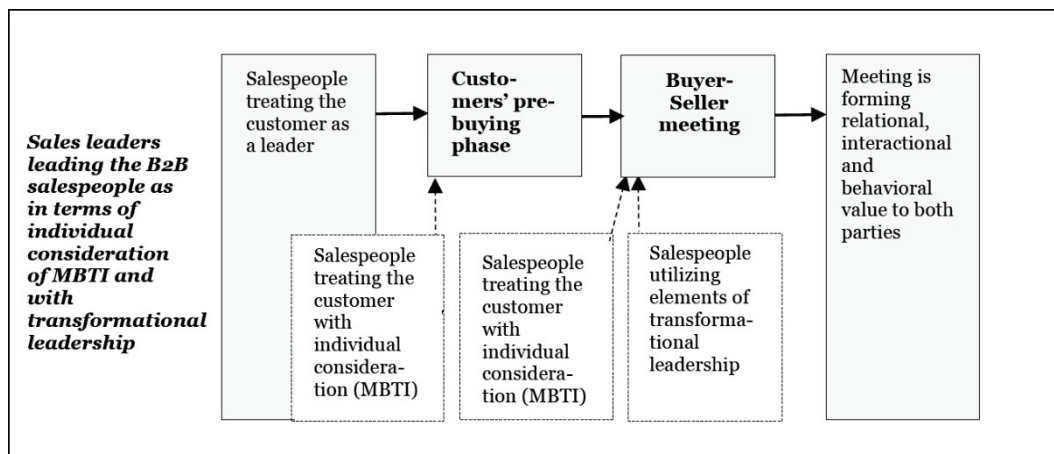 Sales leaders
leading the B2B
salespeople as
in terms of
individual
consideration
of MBTI and
with
transformational
leadership
Salespeople
treating the
customer as
a leader
Custo-
mers’ pre-
buying
phase
Buyer-
Seller
meeting
Meeting is
forming
relational,
interactional
and
behavioral
value to both
parties
Salespeople
treating the
customer
with
individual
considera-
tion (MBTI)
Salespeople
treating the
customer
with
individual
considera-
tion (MBTI)
Salespeople
utilizing
elements of
transforma-
tional
leadership